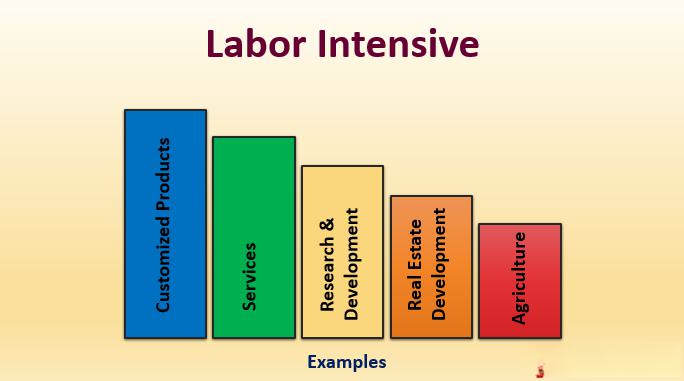 Labor Intensive
Customized Products
Services
Research &
Development
Real Estate
Development
Agriculture
Examples